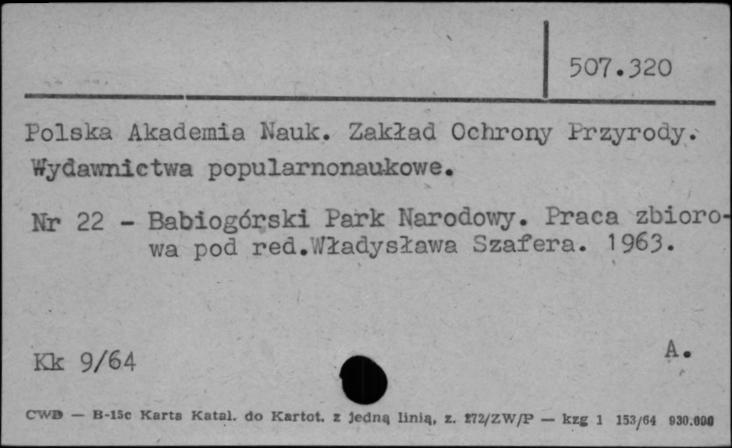 507.320
Polska Akademia Nauk. Zakład Ochrony Przyrody.
Wydawnictwa popularnonaukowe.
Nr 22 - Babiogórski Park Narodowy. Praca zbioro-
wa pod red.Władysława Szafera. 1963.
A.
Kk 9/64
CWD — B-15c Karta Katal. do Kartot. z jedną linią, z. 172/ZW/P — kzg 1 153/64 930.000